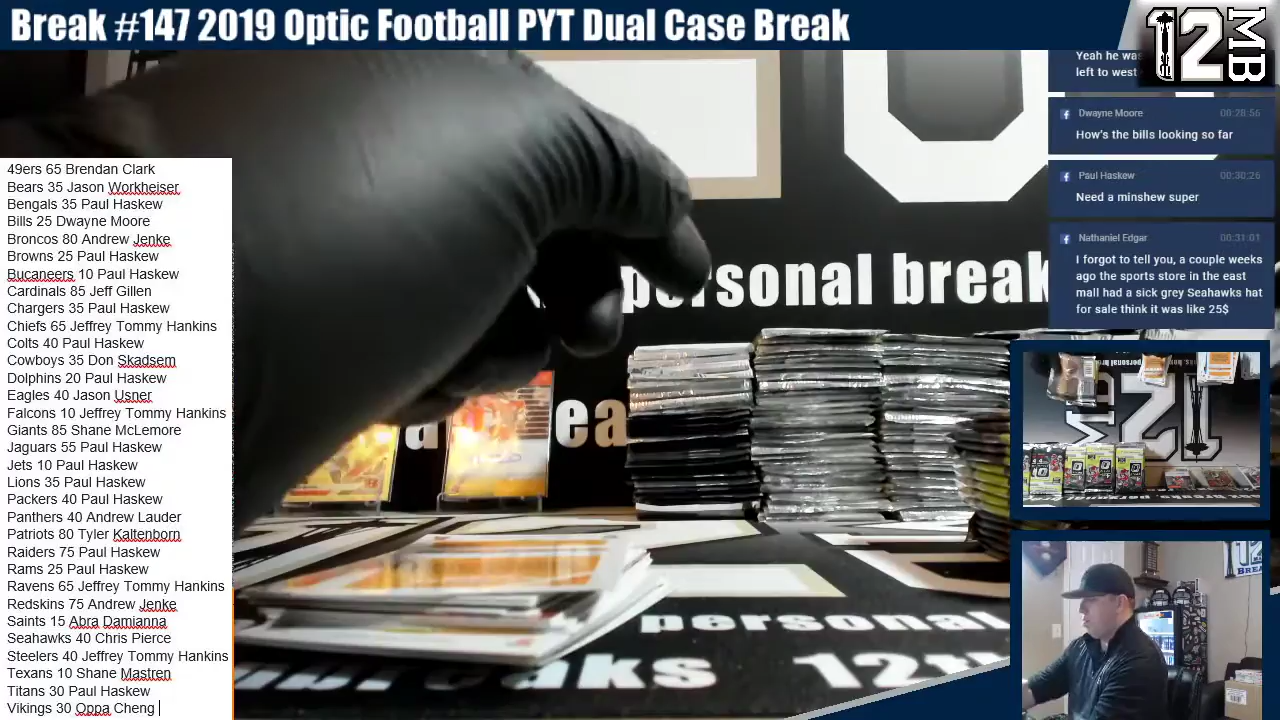 Break #147 2019 Optic Football PYT Dual Case Break
12
MB
49ers 65 Brendan Clark
Bears 35 Jason Workheiser
Bengals 35 Paul Haskew
Bills 25 Dwayne Moore
Broncos 80 Andrew Jenke
Browns 25 Paul Haskew
Bucaneers 10 Paul Haskew
Cardinals 85 Jeff Gillen
Chargers 35 Paul Haskew
Chiefs 65 Jeffrey Tommy Hankins
Colts 40 Paul Haskew
Cowboys 35 Don Skadsem
Dolphins 20 Paul Haskew
Eagles 40 Jason Usner
Falcons 10 Jeffrey Tommy Hankins
Giants 85 Shane McLemore
Jaguars 55 Paul Haskew
Jets 10 Paul Haskew
Lions 35 Paul Haskew
Packers 40 Paul Haskew
Panthers 40 Andrew Lauder
Patriots 80 Tyler Kaltenborn
Raiders 75 Paul Haskew
Rams 25 Paul Haskew
Ravens 65 Jeffrey Tommy Hankins
Redskins 75 Andrew Jenke
Saints 15 Abra Damianna
Seahawks 40 Chris Pierce
Steelers 40 Jeffrey Tommy Hankins
Texans 10 Shane Mastren
Titans 30 Paul Haskew
Vikings 30 Oppa Cheng
personal break
ea
personal
breaks 12th
Yeah he was
left to west
Dwayne Moore 00:28:56
How's the bills looking so far
Paul Haskew 00:30:26
Need a minshew super
Nathaniel Edgar 00:31:01
I forgot to tell you, a couple weeks
ago the sports store in the east
mall had a sick grey Seahawks hat
for sale think it was like 25$
12
12